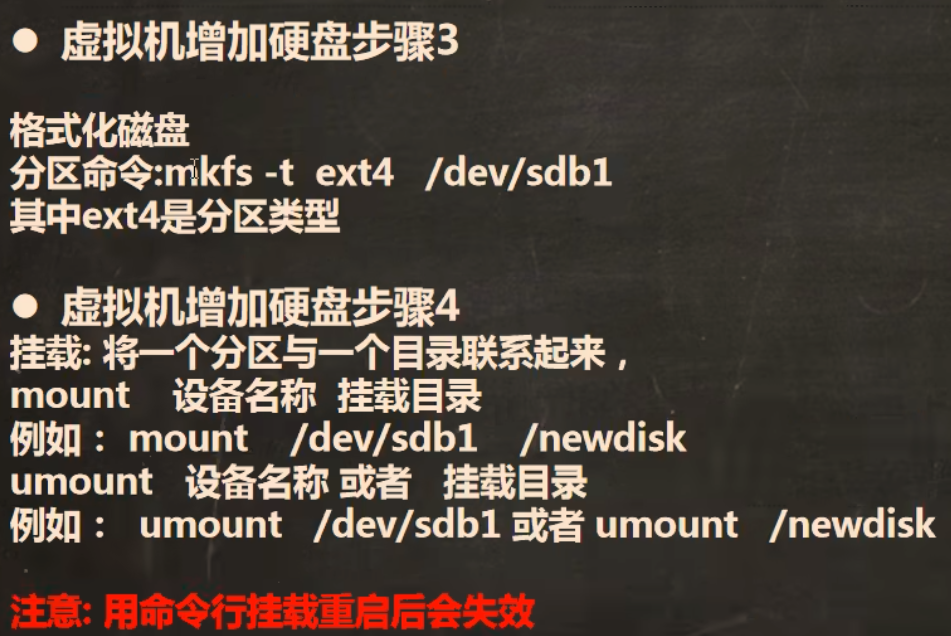 ● 虚拟机增加硬盘步骤3
格式化磁盘
分区命令:mkfs -t ext4 /dev/sdb1
其中ext4是分区类型
● 虚拟机增加硬盘步骤4
挂载: 将一个分区与一个目录联系起来，
mount 设备名称 挂载目录
例如： mount /dev/sdb1 /newdisk
umount 设备名称 或者 挂载目录
例如： umount /dev/sdb1 或者 umount /newdisk
注意: 用命令行挂载重启后会失效